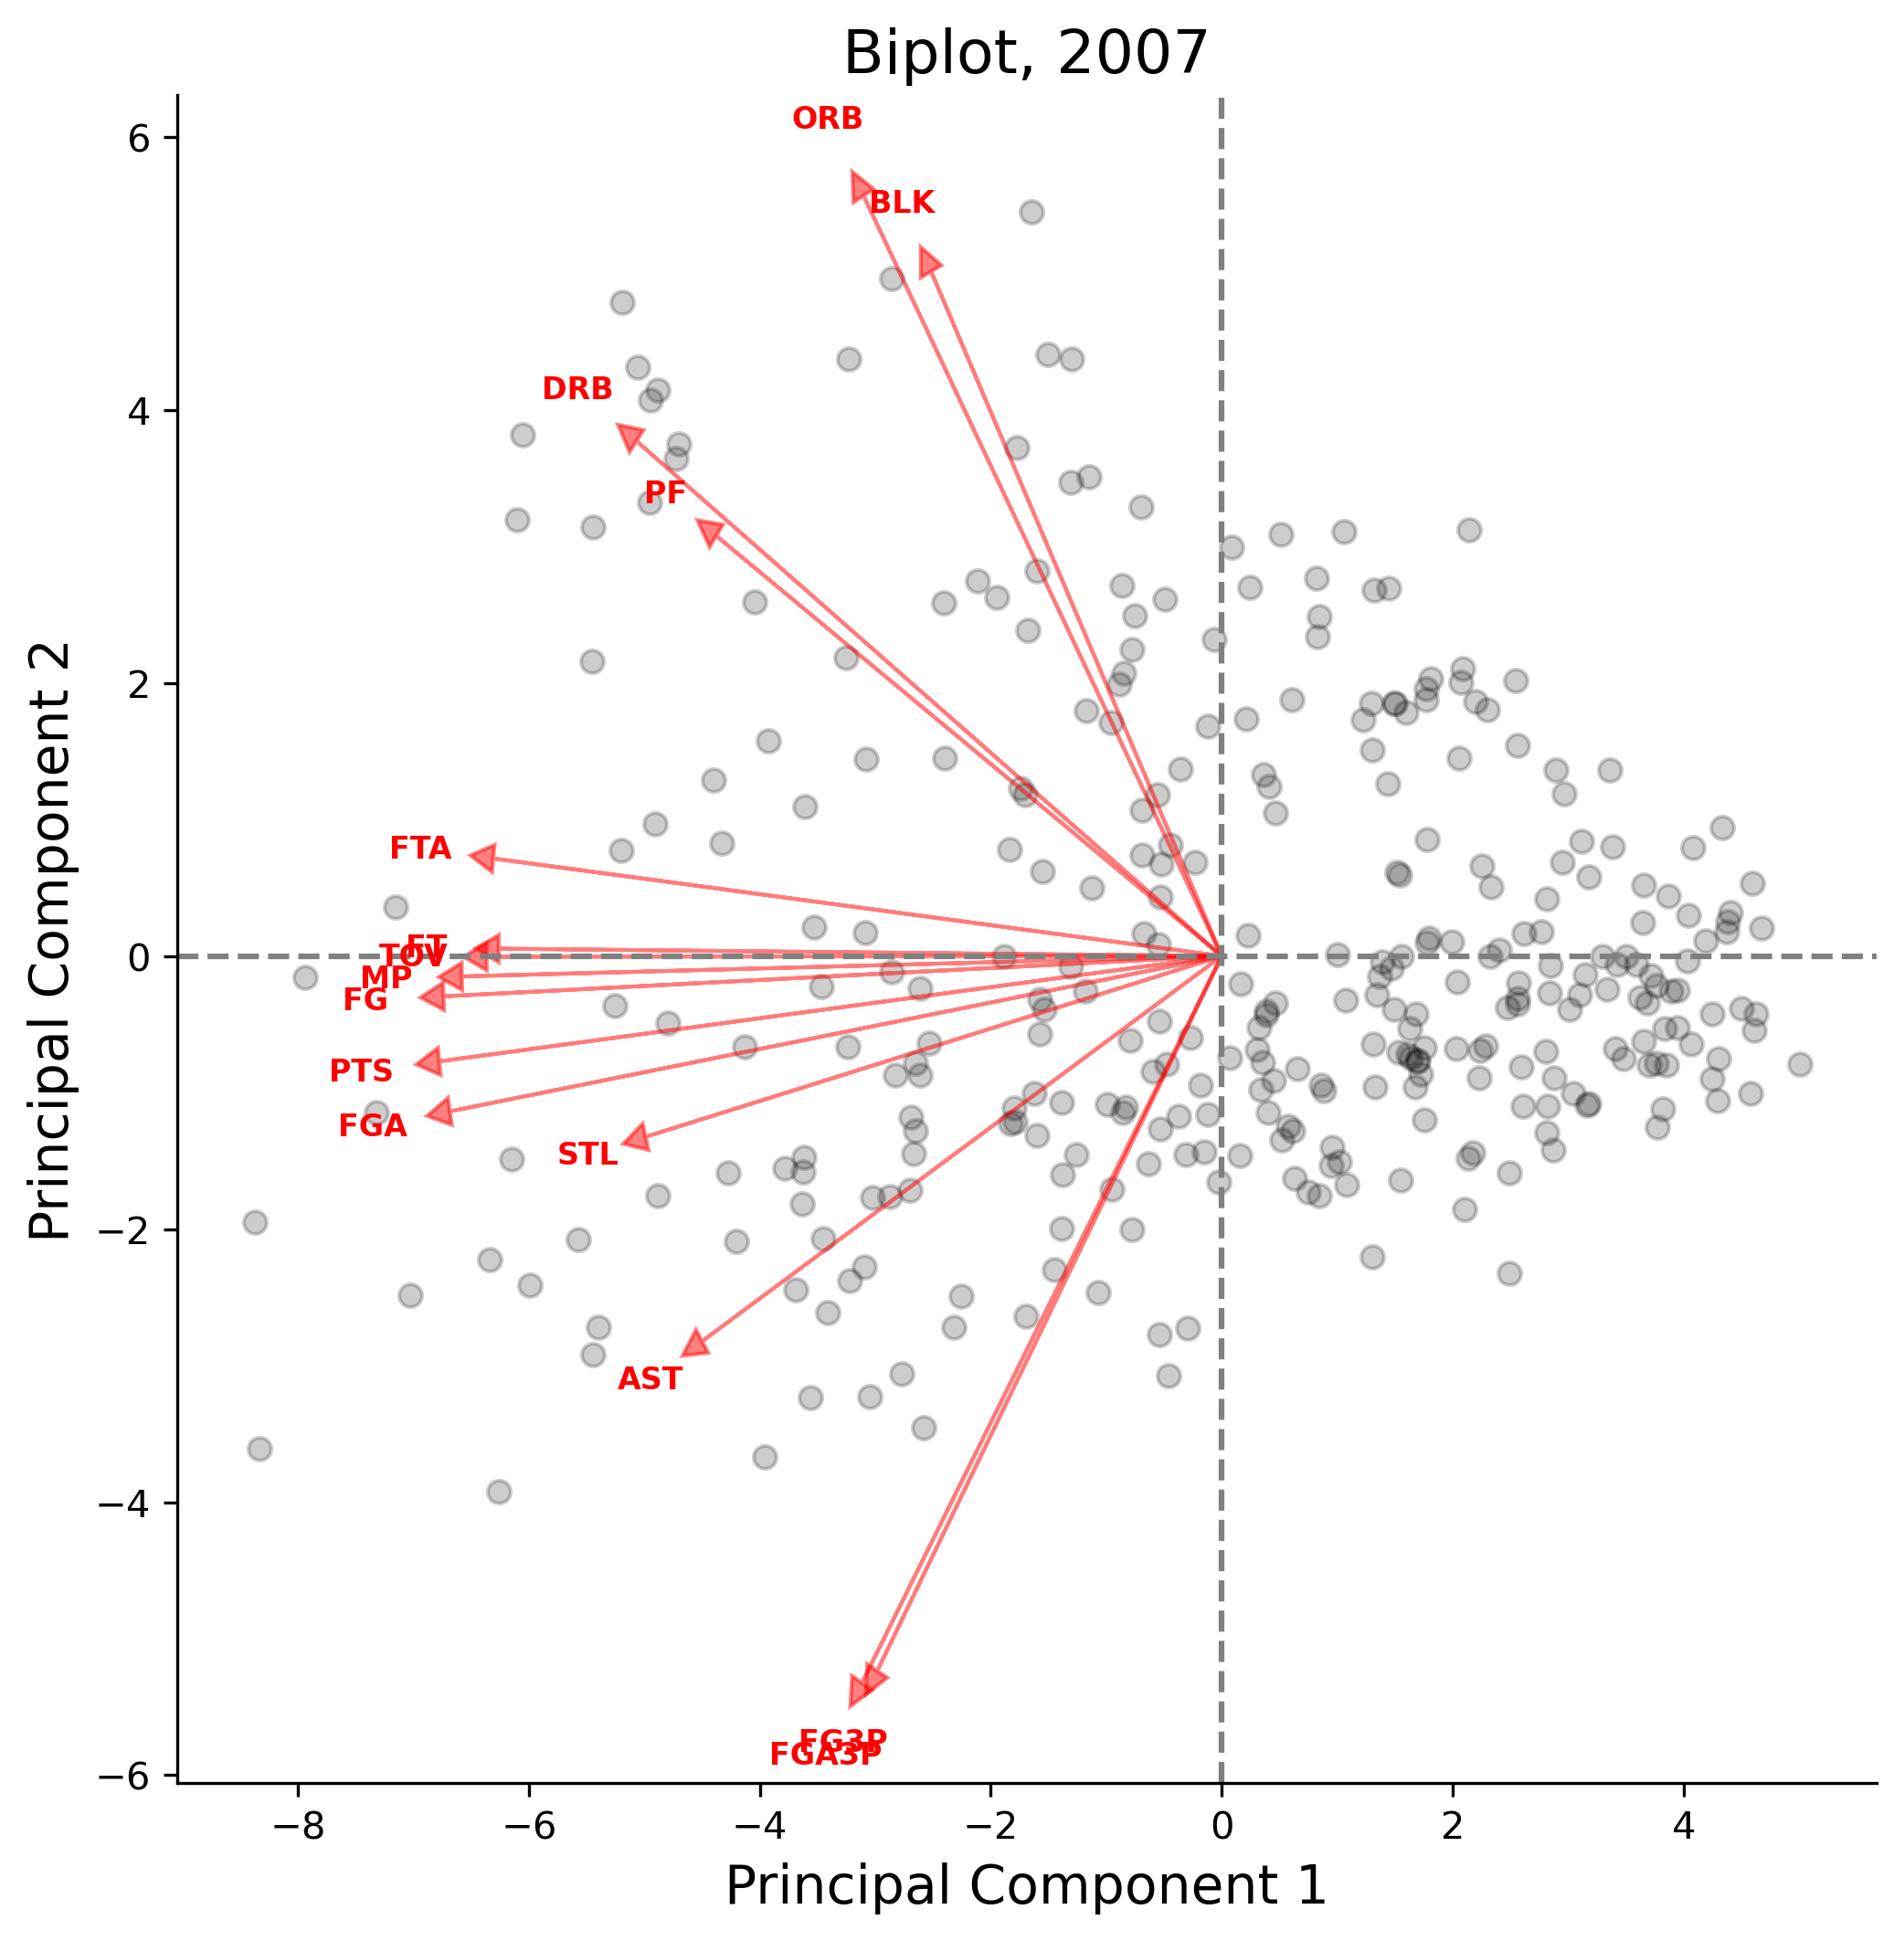 Biplot, 2007
ORB
6
BLK
DRB
4
PF
Principal Component 2
2
FTA
FT
0
TOV
MP
FG
PTS
FGA
STL
−2
AST
−4
FG3P
FGA3P
−6
−8 −6 −4 −2 0 2 4
Principal Component 1